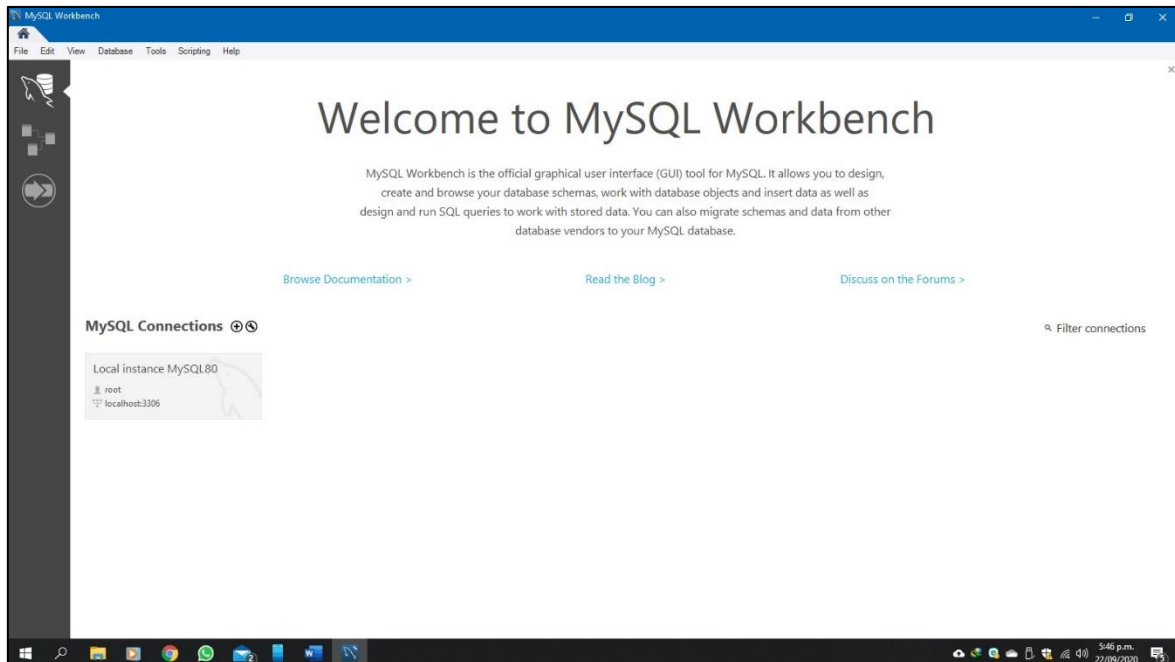 MySQL Workbench
File Edit View Database Tools Scripting Help
Welcome to MySQL Workbench
MySQL Workbench is the official graphical user interface (GUI) tool for MySQL. It allows you to design,
create and browse your database schemas, work with database objects and insert data as well as
design and run SQL queries to work with stored data. You can also migrate schemas and data from other
database vendors to your MySQL database.
Browse Documentation > Read the Blog > Discuss on the Forums >
MySQL Connections Filter connections
Local instance MySQL80
root
localhost:3306
5:46 p.m.
22/09/2020